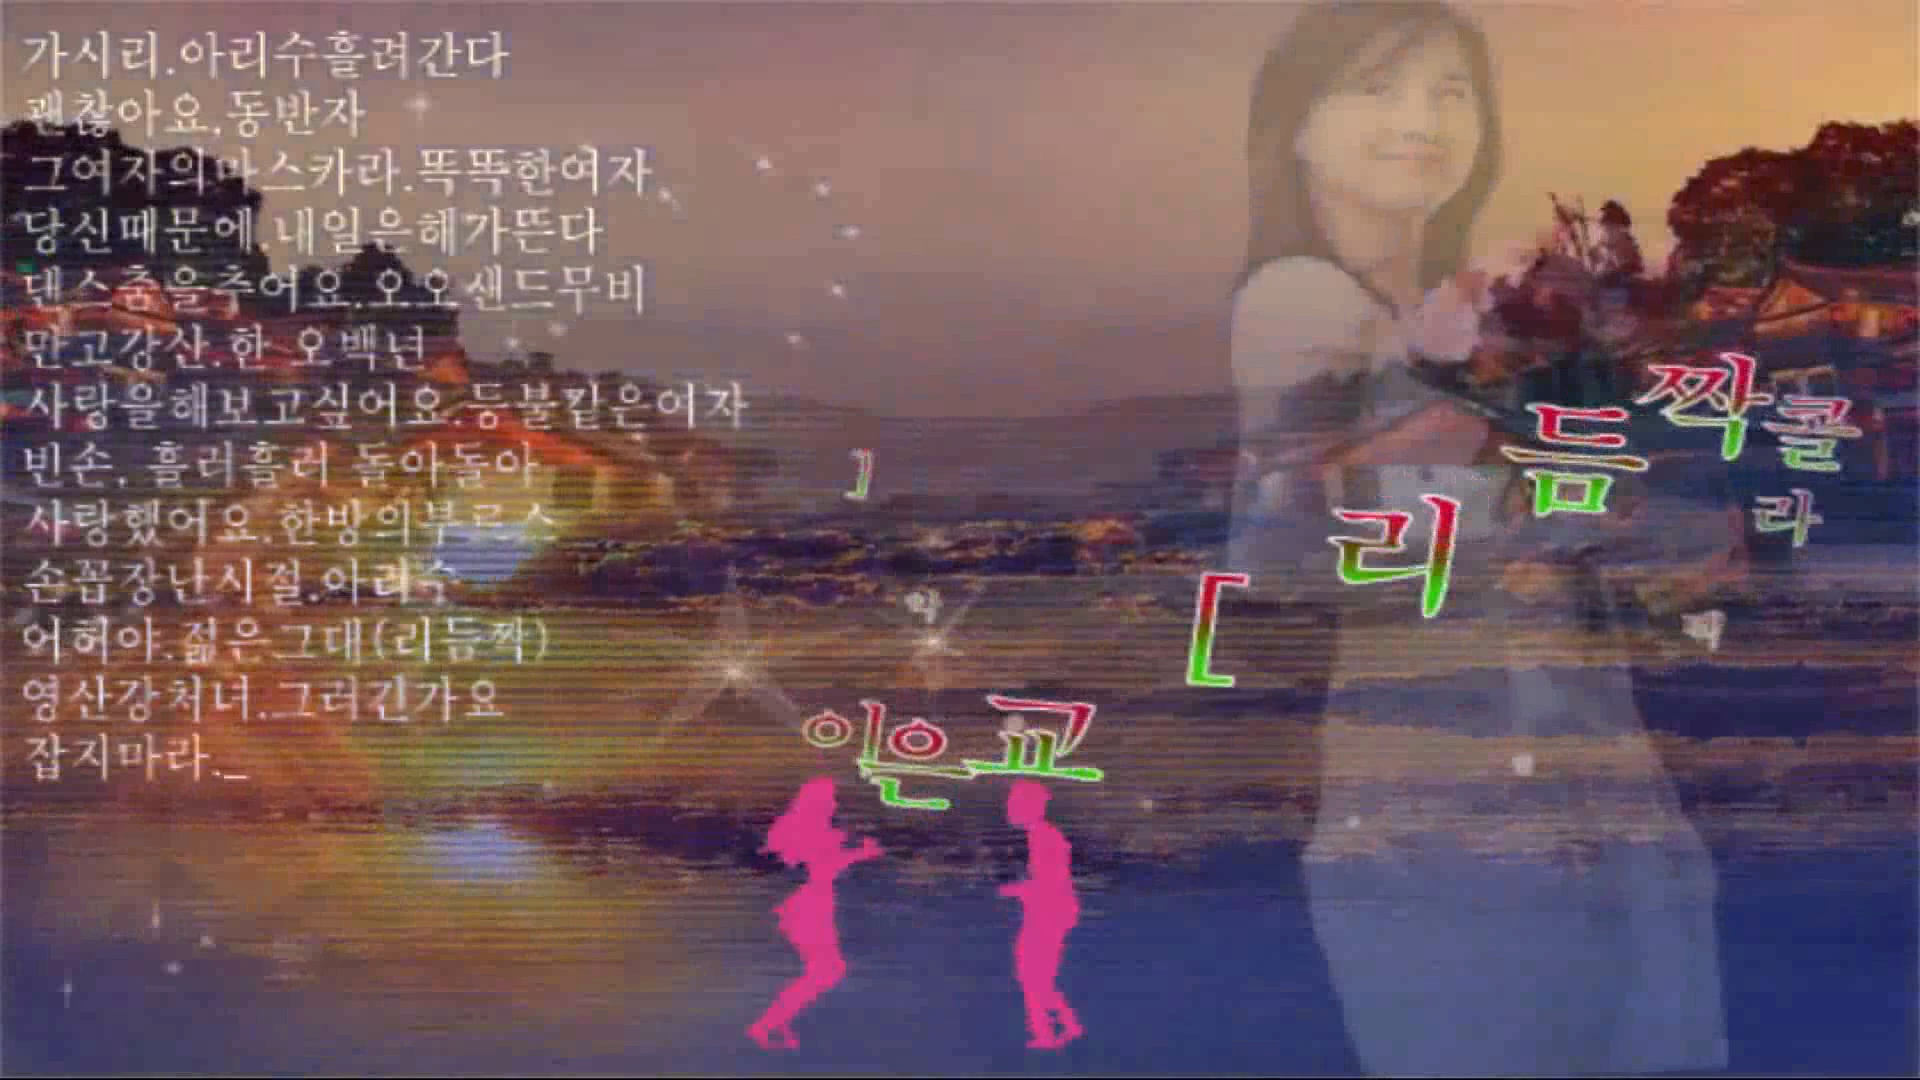 가시리.아리수흘려간다
괜찮아요.동반자
그여자의마스카라.똑똑한여자
당신때문에.내일은해가뜬다
댄스춤을추어요.오오샌드무비
만고강산.한 오백년
사랑을해보고싶어요.등불같은여자
빈손, 흘러흘러 돌아돌아
사랑했어요.한방의부르스
손꼽장난시절.아리수
어허야.젊은그대(리듬짝)
영산강처녀.그러긴가요
잡지마라._
]
[리듬짝콜라
이은교